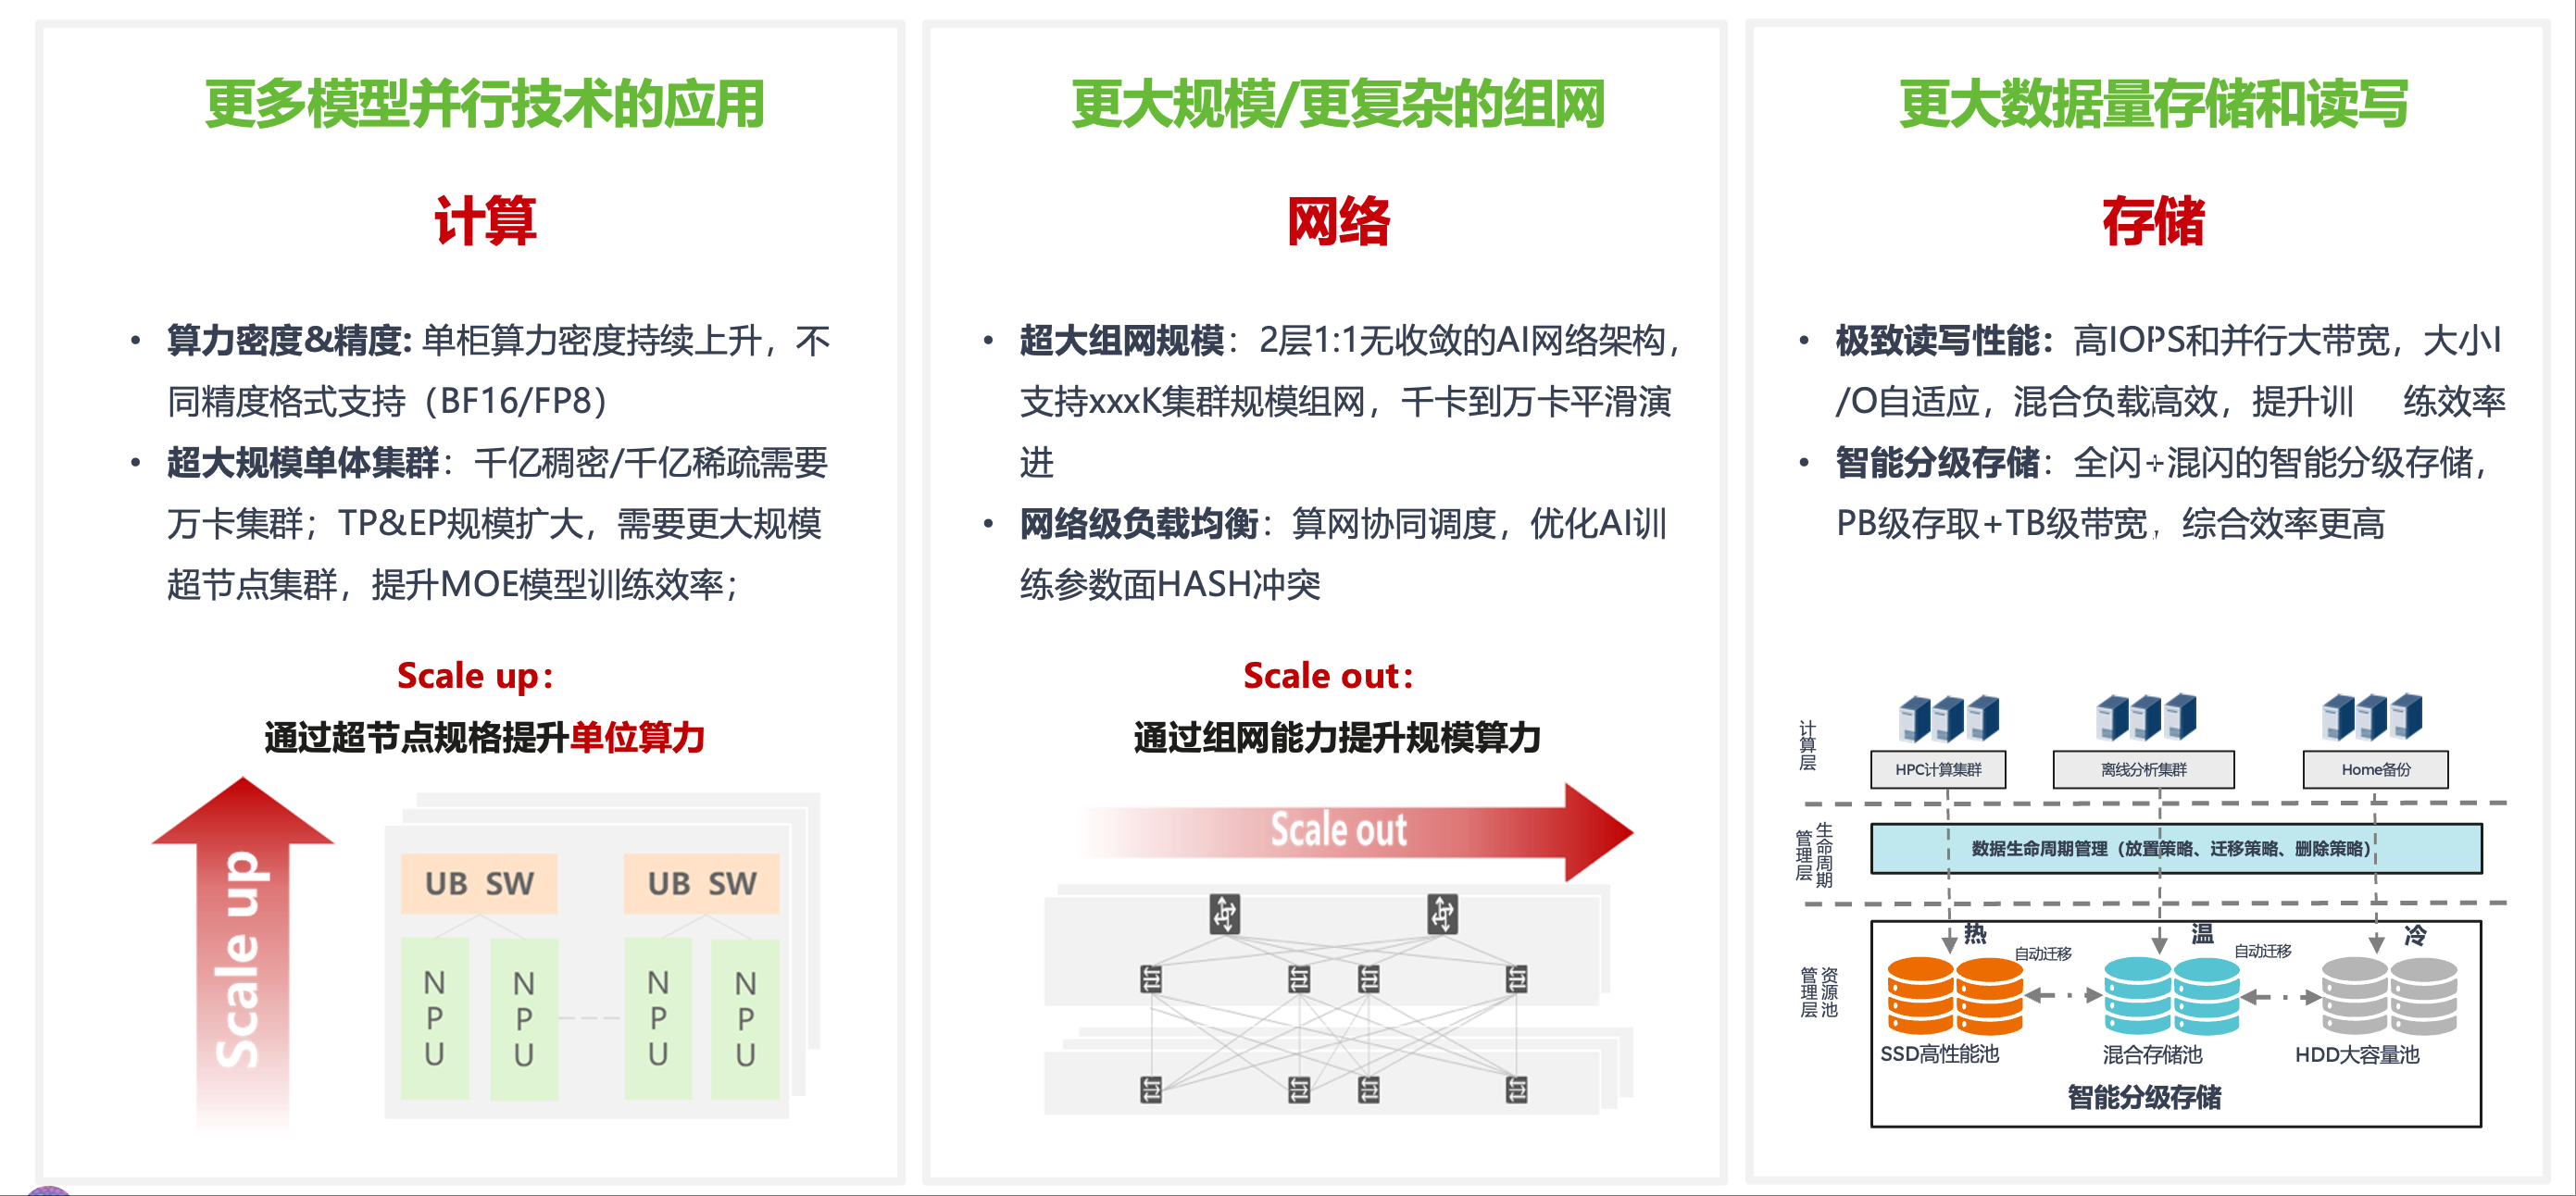 更多模型并行技术的应用
计算
• 算力密度&精度: 单柜算力密度持续上升，不
同精度格式支持（BF16/FP8）
• 超大规模单体集群：千亿稠密/千亿稀疏需要
万卡集群；TP&EP规模扩大，需要更大规模
超节点集群，提升MOE模型训练效率；
Scale up：
通过超节点规格提升单位算力
Scale up
UB SW
UB SW
NPU
NPU
NPU
NPU
更大规模/更复杂的组网
网络
• 超大组网规模：2层1:1无收敛的AI网络架构，
支持xxxK集群规模组网，千卡到万卡平滑演
进
• 网络级负载均衡：算网协同调度，优化AI训
练参数面HASH冲突
Scale out：
通过组网能力提升规模算力
Scale out
更大数据量存储和读写
存储
• 极致读写性能：高IOPS和并行大带宽，大小I
/O自适应，混合负载高效，提升训 练效率
• 智能分级存储：全闪+混闪的智能分级存储，
PB级存取+TB级带宽，综合效率更高
计算层
HPC计算集群
离线分析集群
Home备份
生命周期
管理层
数据生命周期管理（放置策略、迁移策略、删除策略）
资源池
管理层
热
自动迁移
温
自动迁移
冷
SSD高性能池
混合存储池
HDD大容量池
智能分级存储